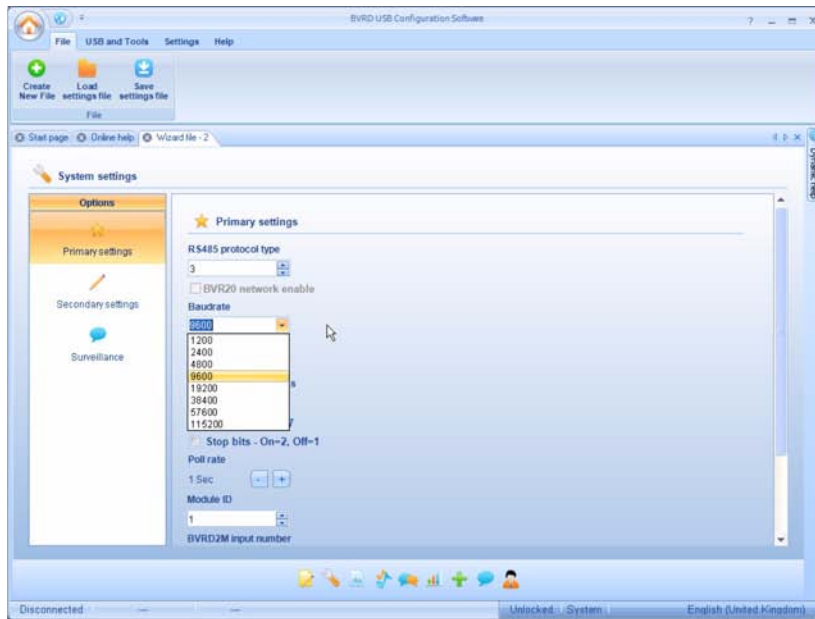 BVRD USB Configuration Software
File USB and Tools Settings Help
Create New File
Load settings file
Save settings file
File
Start page Online help Wizard file - 2
Dynamic Help
System settings
Options
Primary settings
Secondary settings
Surveillance
Primary settings
RS485 protocol type
3
BVR20 network enable
Baudrate
9600
1200
2400
4800
9600
19200
38400
57600
115200
Stop bits - On=2, Off=1
Poll rate
1 Sec - +
Module ID
1
BVRD2M input number
Disconnected --- ---
Unlocked System English (United Kingdom)